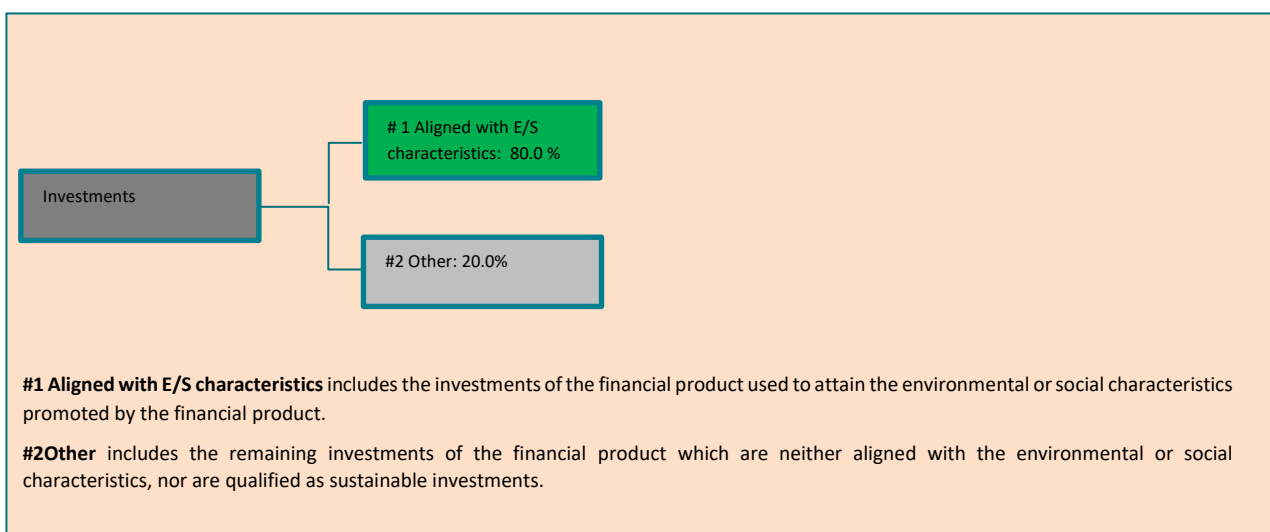 # 1 Aligned with E/S
characteristics: 80.0 %
Investments
#2 Other: 20.0%
#1 Aligned with E/S characteristics includes the investments of the financial product used to attain the environmental or social characteristics
promoted by the financial product.
#2Other includes the remaining investments of the financial product which are neither aligned with the environmental or social
characteristics, nor are qualified as sustainable investments.